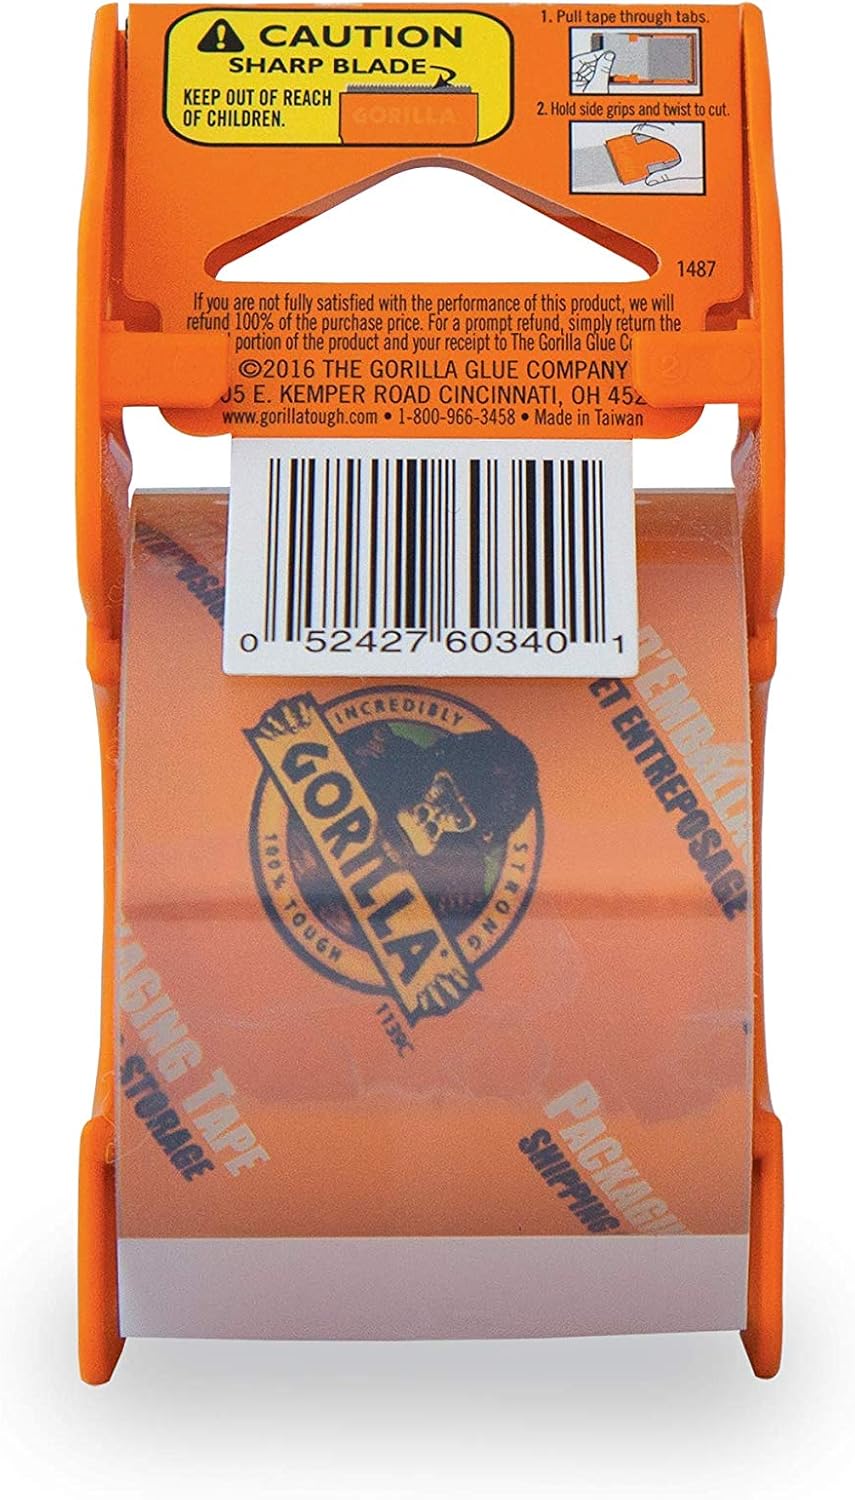 CAUTION
SHARP BLADE
KEEP OUT OF REACH
OF CHILDREN.
GORILLA
1. Pull tape through tabs.
2. Hold side grips and twist to cut.
1487
If you are not fully satisfied with the performance of this product, we will
refund 100% of the purchase price. For a prompt refund, simply return the
portion of the product and your receipt to The Gorilla Glue
©2016 THE GORILLA GLUE COMPANY
E. KEMPER ROAD CINCINNATI, OH
www.gorillatough.com • 1-800-966-3458 • Made in Taiwan
0 52427 60340 1
D'EMBALLAG
ET ENTREPOSAGE
INCREDIBLY
STRONG
GORILLA
100% TOUGH
1139C
TAPE
STORAGE
SHIPPING